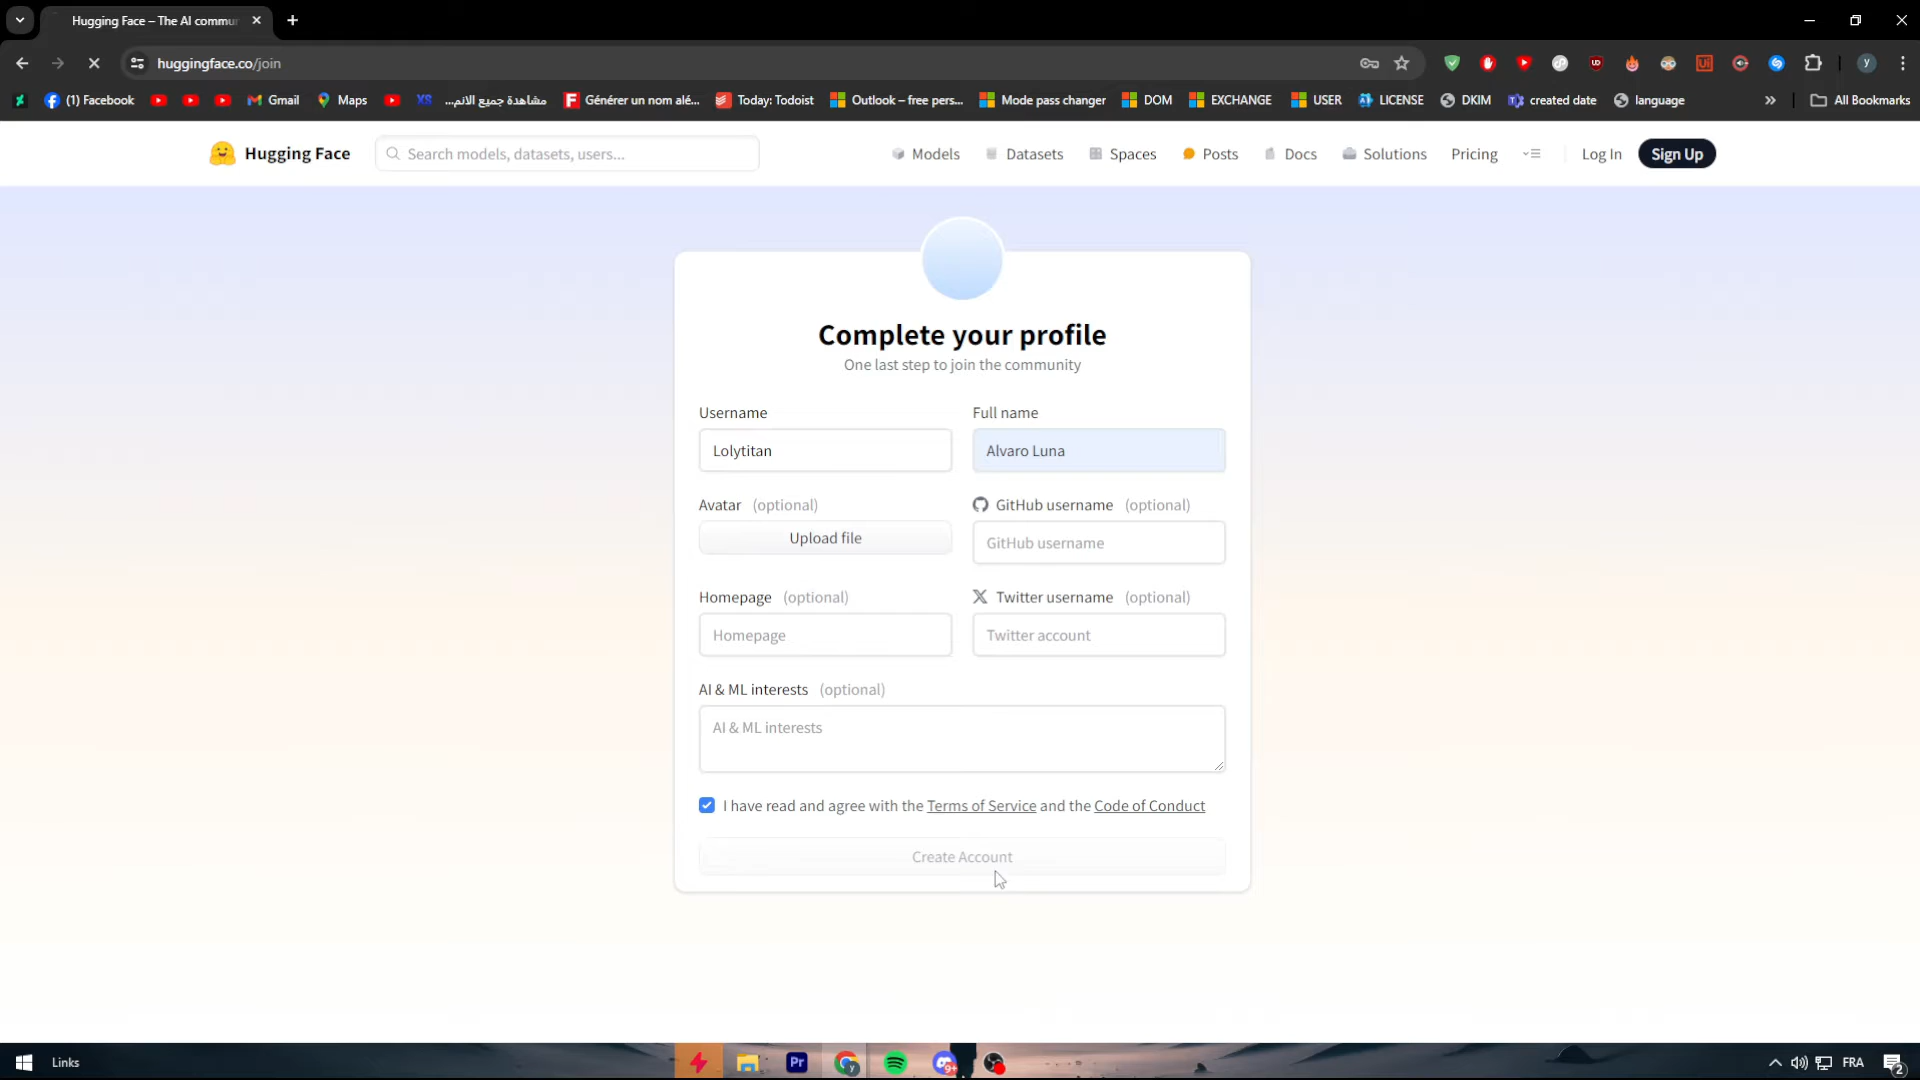 Hugging Face – The AI commu
huggingface.co/join
(1) Facebook
Gmail
Maps
مشاهدة جميع الانم...
Générer un nom alé...
Today: Todoist
Outlook – free pers...
Mode pass changer
DOM
EXCHANGE
USER
LICENSE
DKIM
created date
language
All Bookmarks
Hugging Face
Search models, datasets, users...
Models
Datasets
Spaces
Posts
Docs
Solutions
Pricing
Log In
Sign Up
Complete your profile
One last step to join the community
Username
Full name
Lolytitan
Alvaro Luna
Avatar (optional)
GitHub username (optional)
Upload file
GitHub username
Homepage (optional)
Twitter username (optional)
Homepage
Twitter account
AI & ML interests (optional)
AI & ML interests
I have read and agree with the Terms of Service and the Code of Conduct
Create Account
Links
Pr
9+
FRA
2